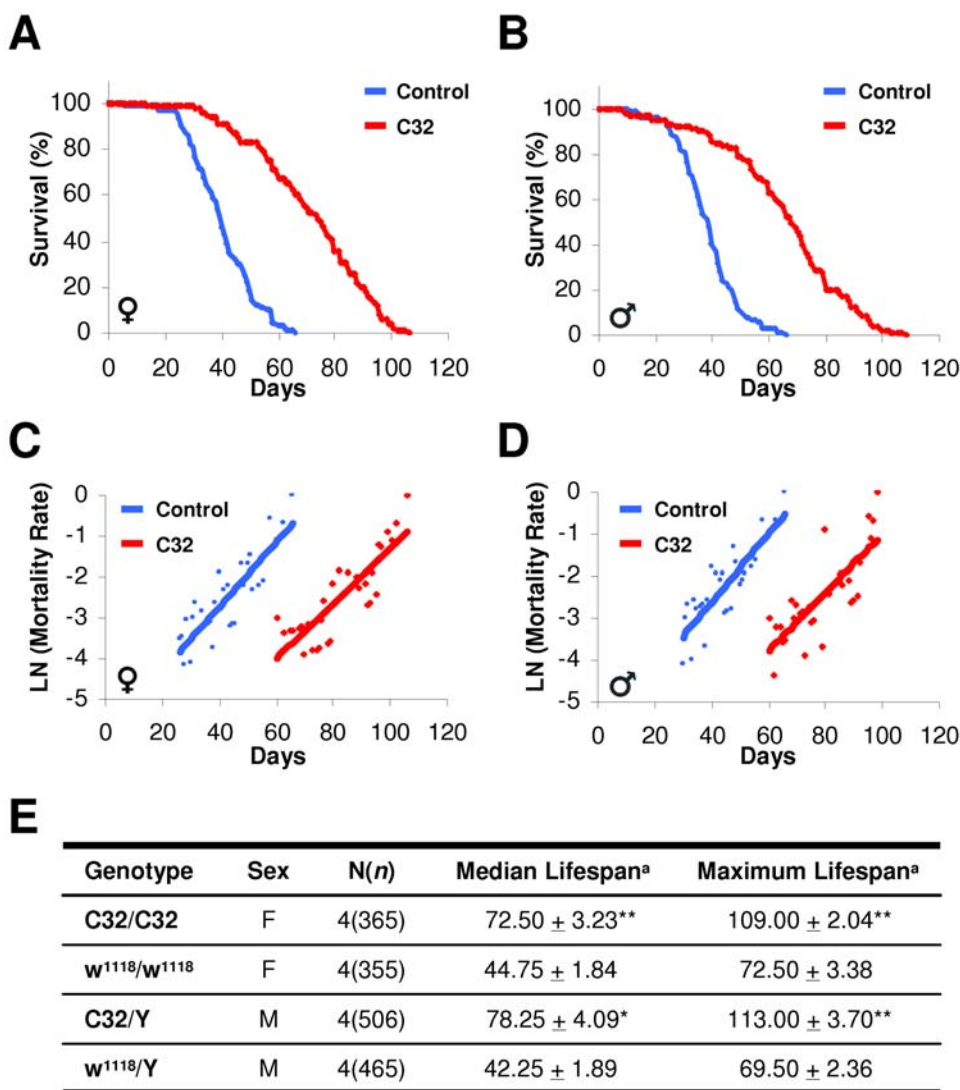 A
B
Control
C32
Control
C32
Survival (%)
100
80
60
40
20
0
♀
0 20 40 60 80 100 120
Days
Survival (%)
100
80
60
40
20
0
♂
0 20 40 60 80 100 120
Days
C
D
LN (Mortality Rate)
0
-1
-2
-3
-4
-5
Control
C32
♀
0 20 40 60 80 100 120
Days
LN (Mortality Rate)
0
-1
-2
-3
-4
-5
Control
C32
♂
0 20 40 60 80 100 120
Days
E
Genotype Sex N(n) Median Lifespanᵃ Maximum Lifespanᵃ
C32/C32 F 4(365) 72.50 ± 3.23** 109.00 ± 2.04**
w¹¹¹⁸/w¹¹¹⁸ F 4(355) 44.75 ± 1.84 72.50 ± 3.38
C32/Y M 4(506) 78.25 ± 4.09* 113.00 ± 3.70**
w¹¹¹⁸/Y M 4(465) 42.25 ± 1.89 69.50 ± 2.36